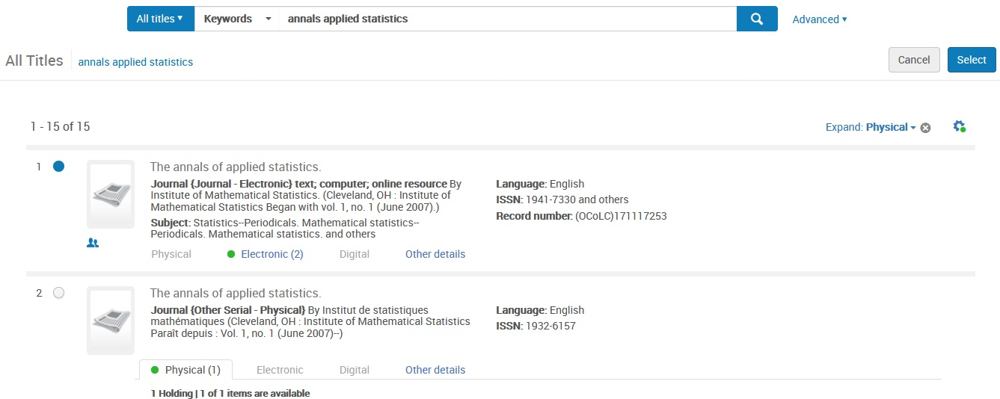 All titles Keywords annals applied statistics Advanced
All Titles annals applied statistics Cancel Select
1 - 15 of 15 Expand: Physical
1 The annals of applied statistics.
Journal {Journal - Electronic} text; computer; online resource By
Institute of Mathematical Statistics. (Cleveland, OH : Institute of
Mathematical Statistics Began with vol. 1, no. 1 (June 2007).)
Subject: Statistics--Periodicals. Mathematical statistics--
Periodicals. Mathematical statistics. and others
Language: English
ISSN: 1941-7330 and others
Record number: (OCoLC)171117253
Physical Electronic (2) Digital Other details
2 The annals of applied statistics.
Journal {Other Serial - Physical} By Institut de statistiques
mathématiques (Cleveland, OH : Institute of Mathematical Statistics
Paraît depuis : Vol. 1, no. 1 (June 2007)--)
Language: English
ISSN: 1932-6157
Physical (1) Electronic Digital Other details
1 Holding | 1 of 1 items are available